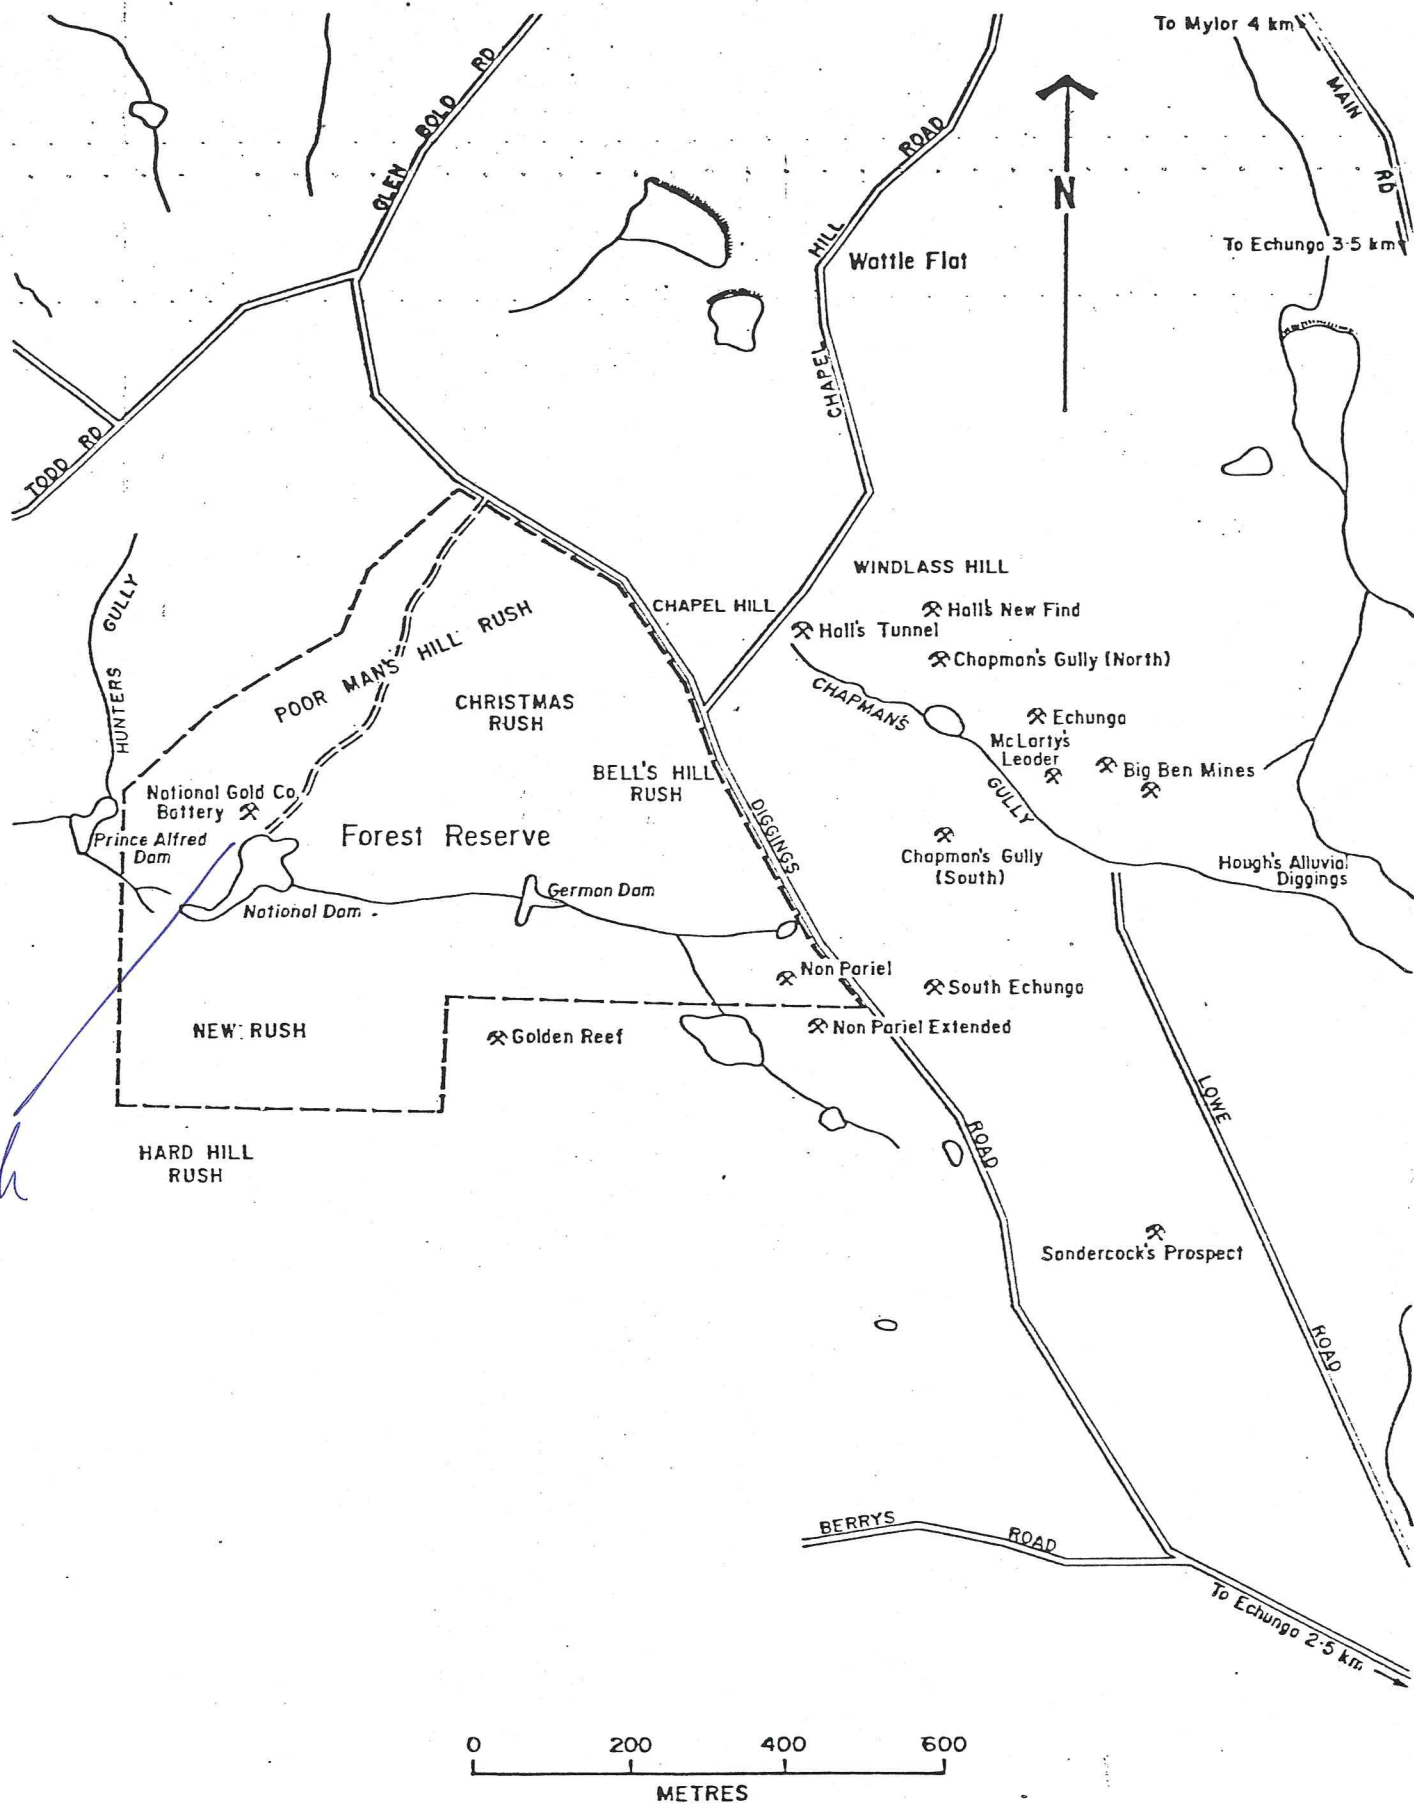 To Mylor 4 km
MAIN
RD
To Echunga 3·5 km
GLEN BOLD RD
CHAPEL HILL ROAD
N
Wattle Flat
TODD RD
HUNTERS GULLY
WINDLASS HILL
CHAPEL HILL
Hall's New Find
Hall's Tunnel
Chapman's Gully (North)
POOR MAN'S HILL RUSH
CHRISTMAS
RUSH
CHAPMAN'S GULLY
Echunga
McLarty's
Leader
Big Ben Mines
BELL'S HILL
RUSH
National Gold Co.
Battery
Prince Alfred
Dam
Forest Reserve
DIGGINGS ROAD
Chapman's Gully
(South)
Hough's Alluvial
Diggings
National Dam
German Dam
Non Pariel
South Echunga
NEW RUSH
Golden Reef
Non Pariel Extended
LOWE ROAD
HARD HILL
RUSH
Sandercock's Prospect
BERRYS ROAD
To Echunga 2·5 km
0 200 400 600
METRES